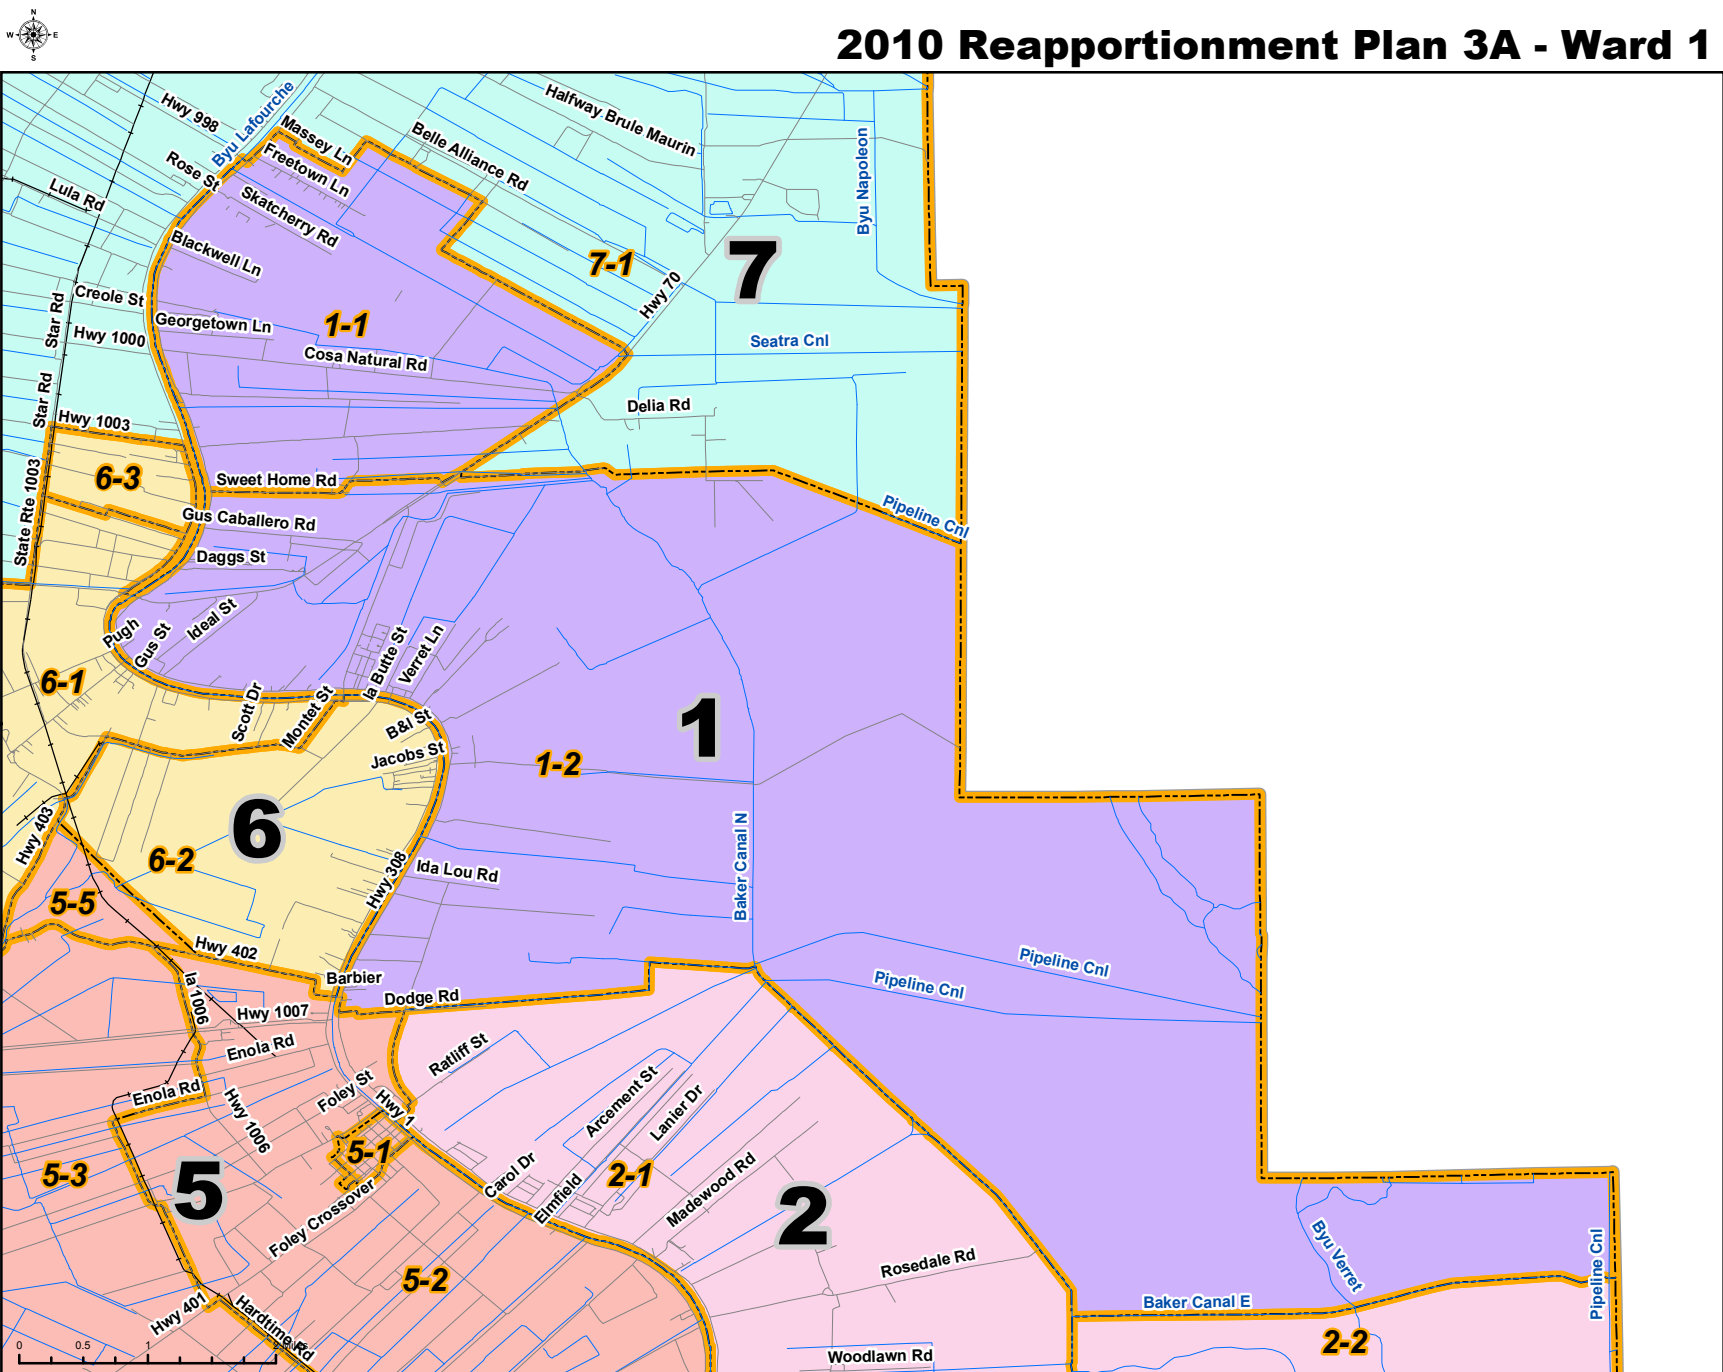 N
W E
S
2010 Reapportionment Plan 3A - Ward 1
Hwy 998
Byu Lafourche
Massey Ln
Freetown Ln
Belle Alliance Rd
Halfway Brule Maurin
Byu Napoleon
Rose St
Skatcherry Rd
Lula Rd
Blackwell Ln
7-1
7
Hwy 70
Creole St
Star Rd
Georgetown Ln
1-1
Hwy 1000
Cosa Natural Rd
Seatra Cnl
Star Rd
Delia Rd
Hwy 1003
6-3
Sweet Home Rd
State Rte 1003
Gus Caballero Rd
Pipeline Cnl
Daggs St
Ideal St
Pugh
Gus St
la Butte St
Verret Ln
6-1
Scott Dr
Montet St
B&I St
Jacobs St
1
1-2
6
Hwy 403
6-2
Hwy 308
Ida Lou Rd
Baker Canal N
5-5
Hwy 402
Barbier
Pipeline Cnl
Pipeline Cnl
la 1006
Dodge Rd
Hwy 1007
Enola Rd
Ratliff St
Enola Rd
Foley St
Hwy 1
Arcement St
Lanier Dr
Hwy 1006
5-1
5-3
5
Carol Dr
Elmfield
2-1
Madewood Rd
2
Foley Crossover
5-2
Rosedale Rd
Byu Verret
Pipeline Cnl
Baker Canal E
Hwy 401
Hardtime Rd
2-2
Woodlawn Rd
0 0.5 1 2